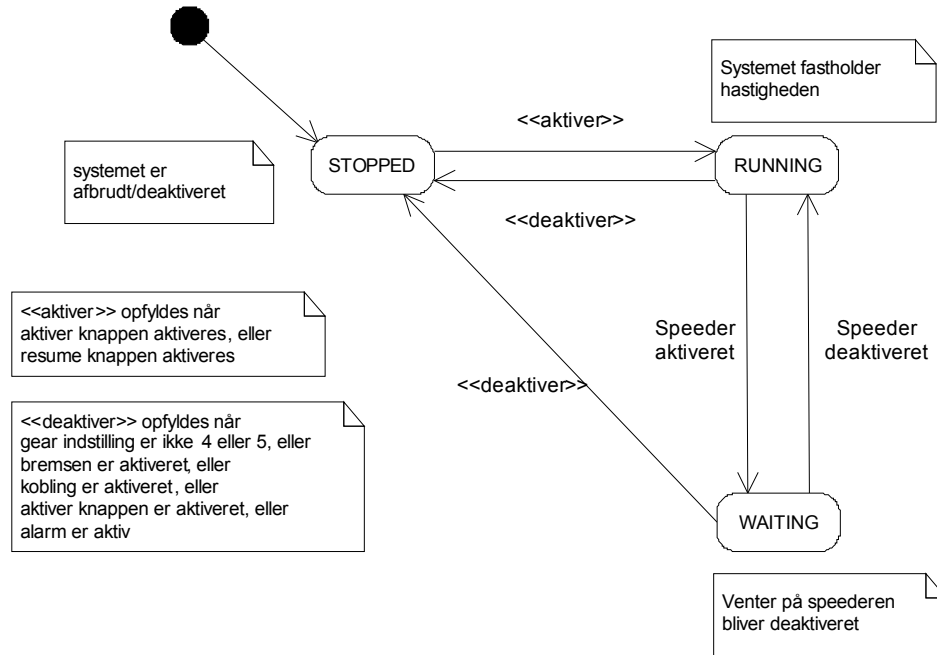 Systemet fastholder
hastigheden
<<aktiver>>
systemet er
afbrudt/deaktiveret
STOPPED
RUNNING
<<deaktiver>>
<<aktiver>> opfyldes når
aktiver knappen aktiveres, eller
resume knappen aktiveres
Speeder
aktiveret
Speeder
deaktiveret
<<deaktiver>>
<<deaktiver>> opfyldes når
gear indstilling er ikke 4 eller 5, eller
bremsen er aktiveret, eller
kobling er aktiveret, eller
aktiver knappen er aktiveret, eller
alarm er aktiv
WAITING
Venter på speederen
bliver deaktiveret